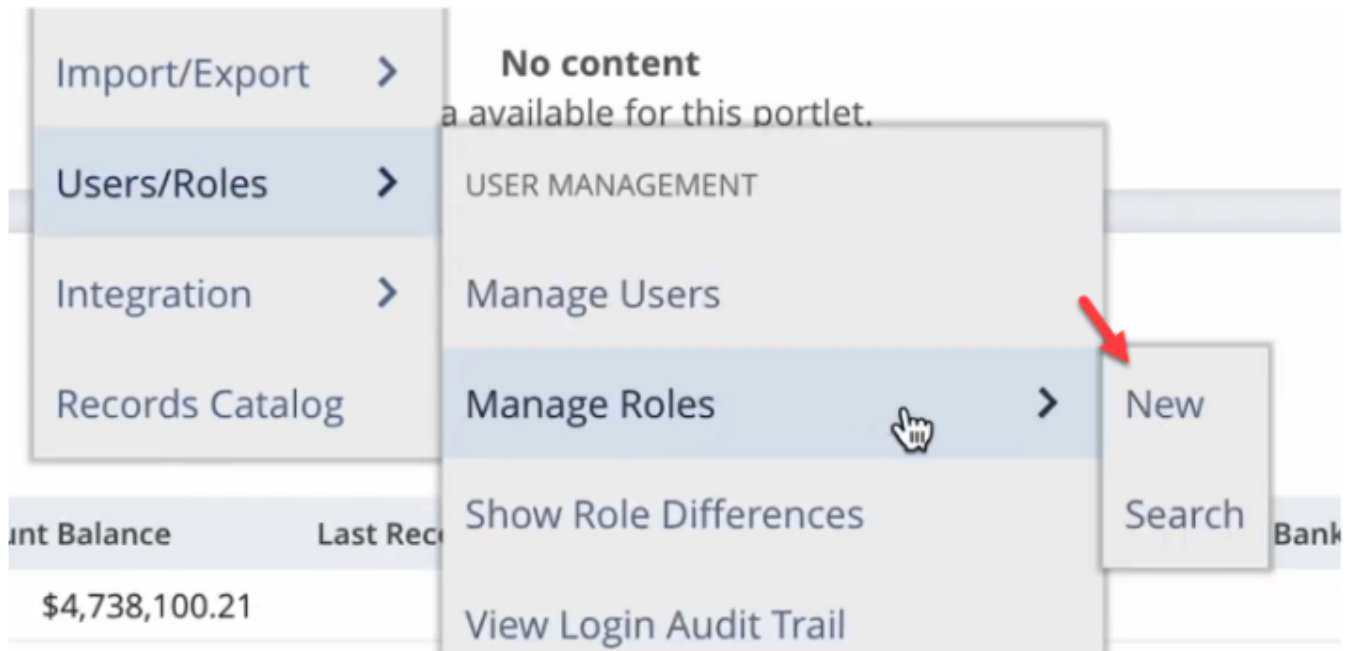 Import/Export
No content
a available for this portlet.
Users/Roles
USER MANAGEMENT
Integration
Manage Users
Records Catalog
Manage Roles
New
Show Role Differences
Search
unt Balance
Last Rec
Bank
$4,738,100.21
View Login Audit Trail